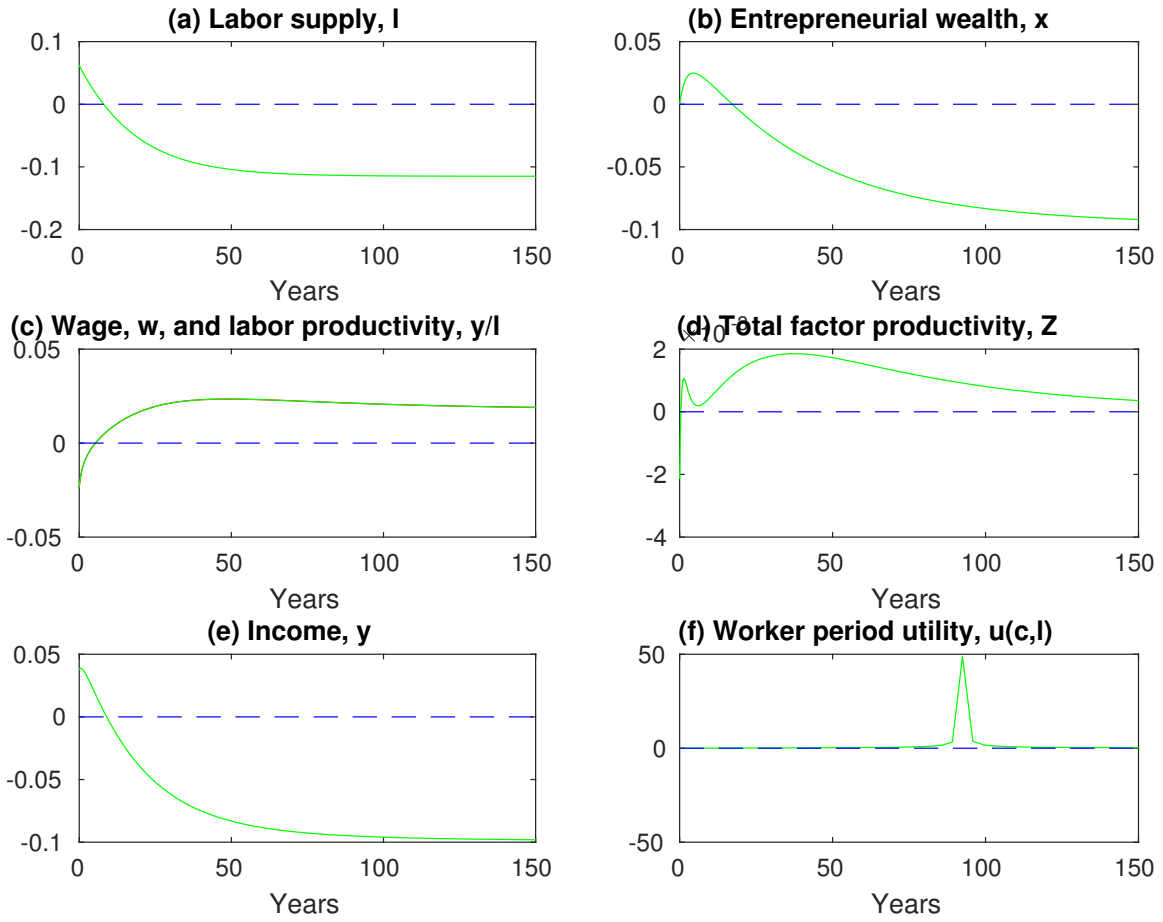 (a) Labor supply, l
0.1
0
-0.1
-0.2
0 50 100 150
Years
(b) Entrepreneurial wealth, x
0.05
0
-0.05
-0.1
0 50 100 150
Years
(c) Wage, w, and labor productivity, y/l
0.05
0
-0.05
0 50 100 150
Years
(d) Total factor productivity, Z
2
0
-2
-4
0 50 100 150
Years
(e) Income, y
0.05
0
-0.05
-0.1
0 50 100 150
Years
(f) Worker period utility, u(c,l)
50
0
-50
0 50 100 150
Years